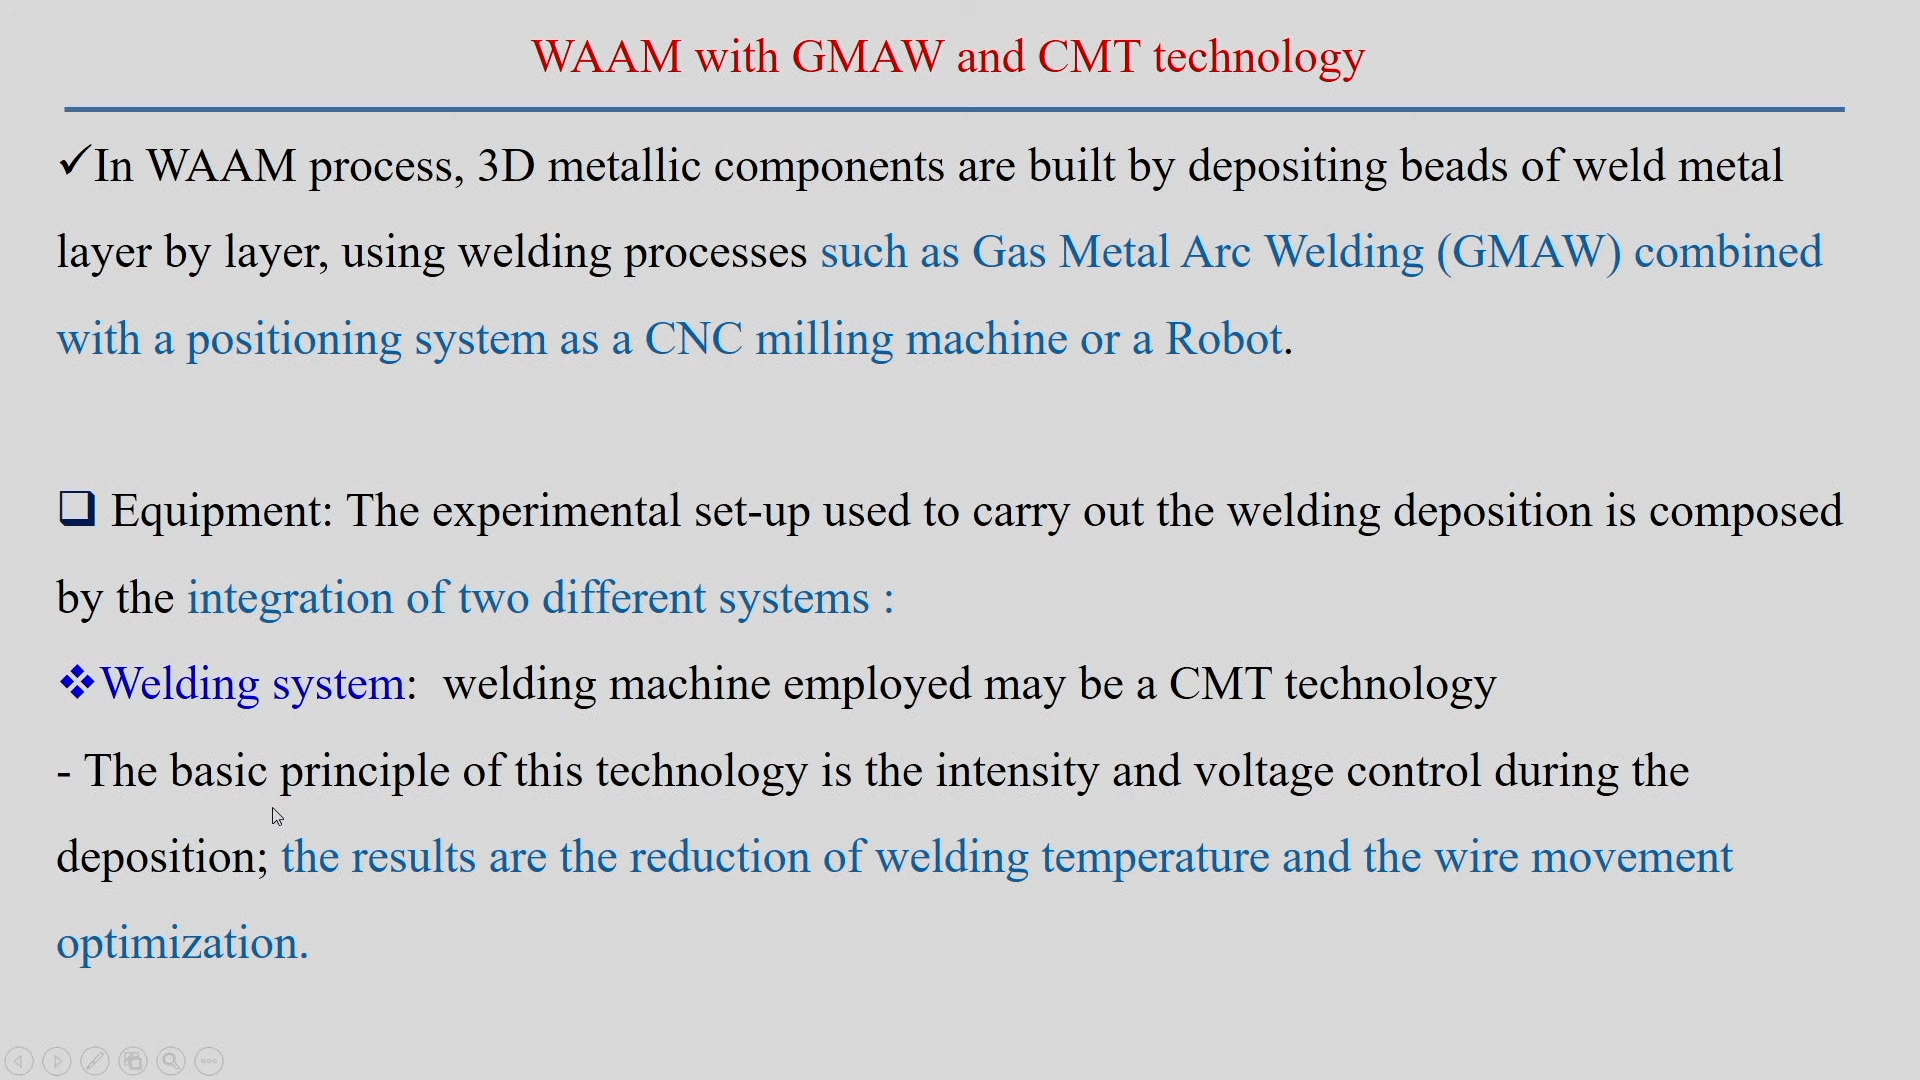 WAAM with GMAW and CMT technology
✓In WAAM process, 3D metallic components are built by depositing beads of weld metal
layer by layer, using welding processes such as Gas Metal Arc Welding (GMAW) combined
with a positioning system as a CNC milling machine or a Robot.
❑ Equipment: The experimental set-up used to carry out the welding deposition is composed
by the integration of two different systems :
❖Welding system: welding machine employed may be a CMT technology
- The basic principle of this technology is the intensity and voltage control during the
deposition; the results are the reduction of welding temperature and the wire movement
optimization.